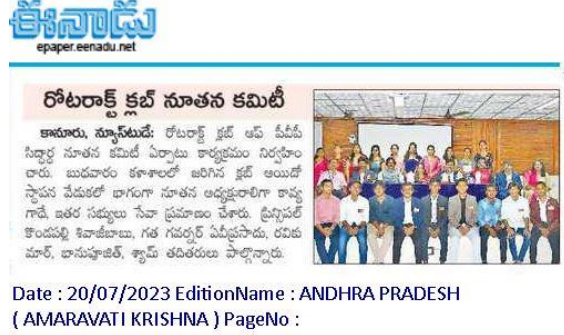 ఈనాడు
epaper.eenadu.net
రోటరాక్ట్ క్లబ్ నూతన కమిటీ
కానూరు, న్యూస్‌టుడే: రోటరాక్ట్ క్లబ్ ఆఫ్ పీవీపీ
సిద్ధార్థ నూతన కమిటీ ఏర్పాటు కార్యక్రమం నిర్వహిం
చారు. బుధవారం కళాశాలలో జరిగిన క్లబ్ అయిదో
స్థాపన వేడుకలో భాగంగా నూతన అధ్యక్షురాలిగా కావ్య
గాడే, ఇతర సభ్యులు సేవా ప్రమాణం చేశారు. ప్రిన్సిపల్
కొండపల్లి శివాజీబాబు, గత గవర్నర్ ఏవీప్రసాదు, రవికు
మార్, భానుపూజిత్, శ్యామ్ తదితరులు పాల్గొన్నారు.
Date : 20/07/2023 EditionName : ANDHRA PRADESH
( AMARAVATI KRISHNA ) PageNo :